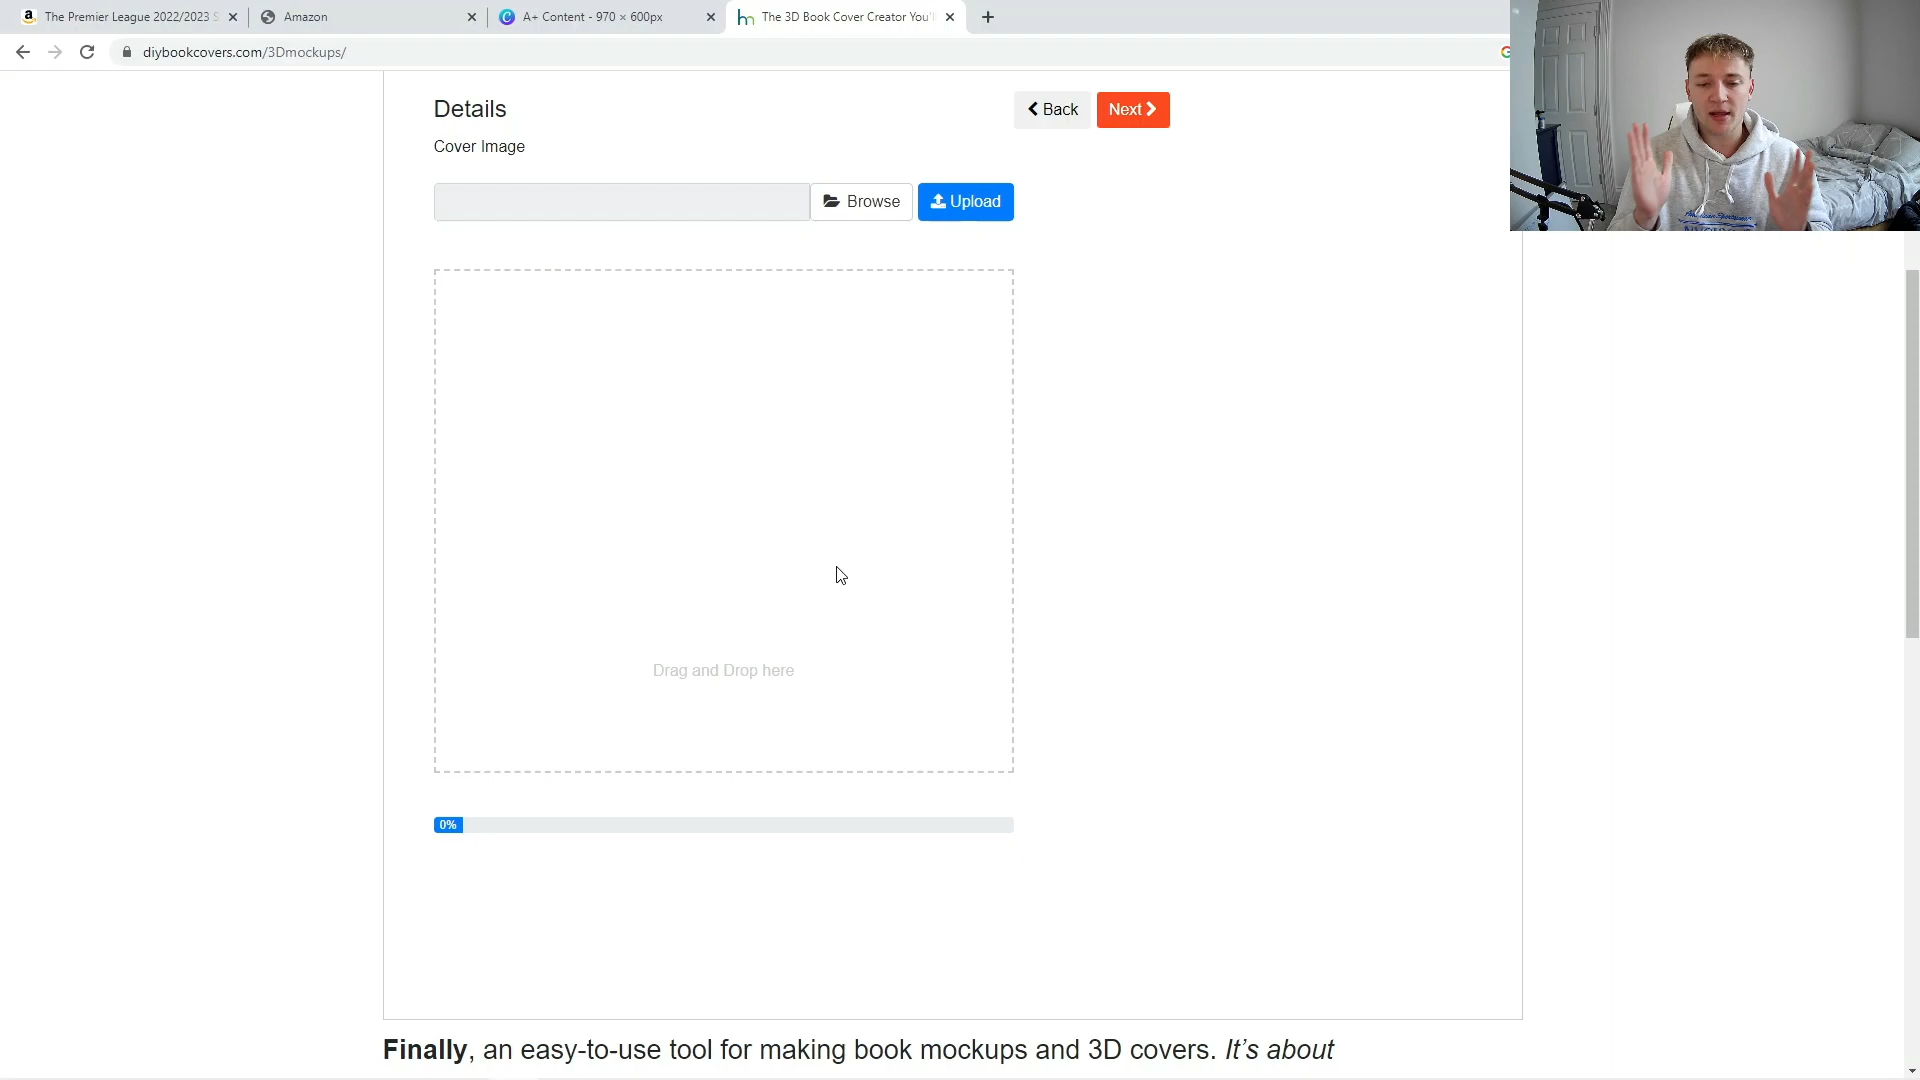 The Premier League 2022/2023 S
Amazon
A+ Content - 970 × 600px
The 3D Book Cover Creator You'l
diybookcovers.com/3Dmockups/
Details
Back
Next
Cover Image
Browse
Upload
Drag and Drop here
0%
Finally, an easy-to-use tool for making book mockups and 3D covers. It's about